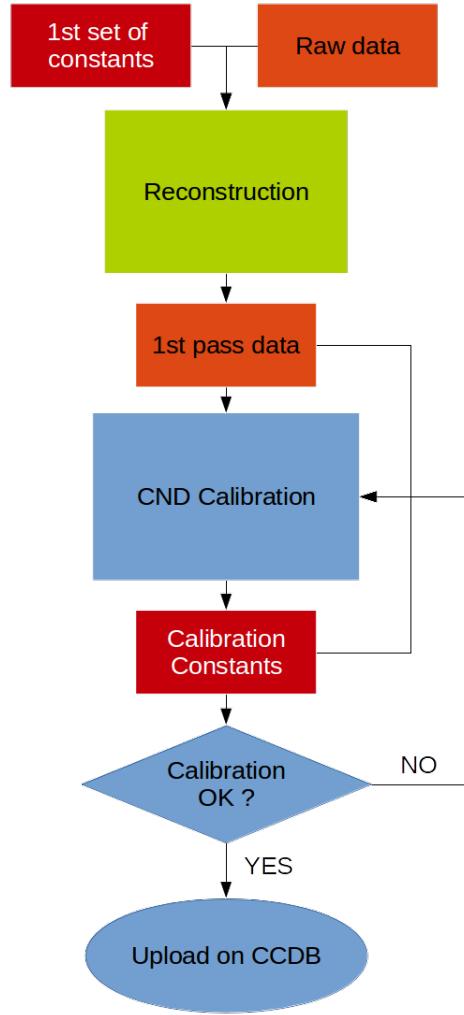 1st set of
constants
Raw data
Reconstruction
1st pass data
CND Calibration
Calibration
Constants
Calibration
OK ?
NO
YES
Upload on CCDB